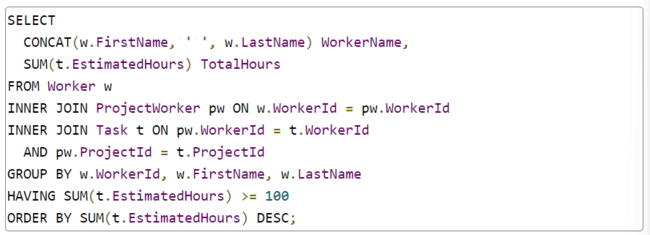 SELECT
  CONCAT(w.FirstName, ' ', w.LastName) WorkerName,
  SUM(t.EstimatedHours) TotalHours
FROM Worker w
INNER JOIN ProjectWorker pw ON w.WorkerId = pw.WorkerId
INNER JOIN Task t ON pw.WorkerId = t.WorkerId
  AND pw.ProjectId = t.ProjectId
GROUP BY w.WorkerId, w.FirstName, w.LastName
HAVING SUM(t.EstimatedHours) >= 100
ORDER BY SUM(t.EstimatedHours) DESC;